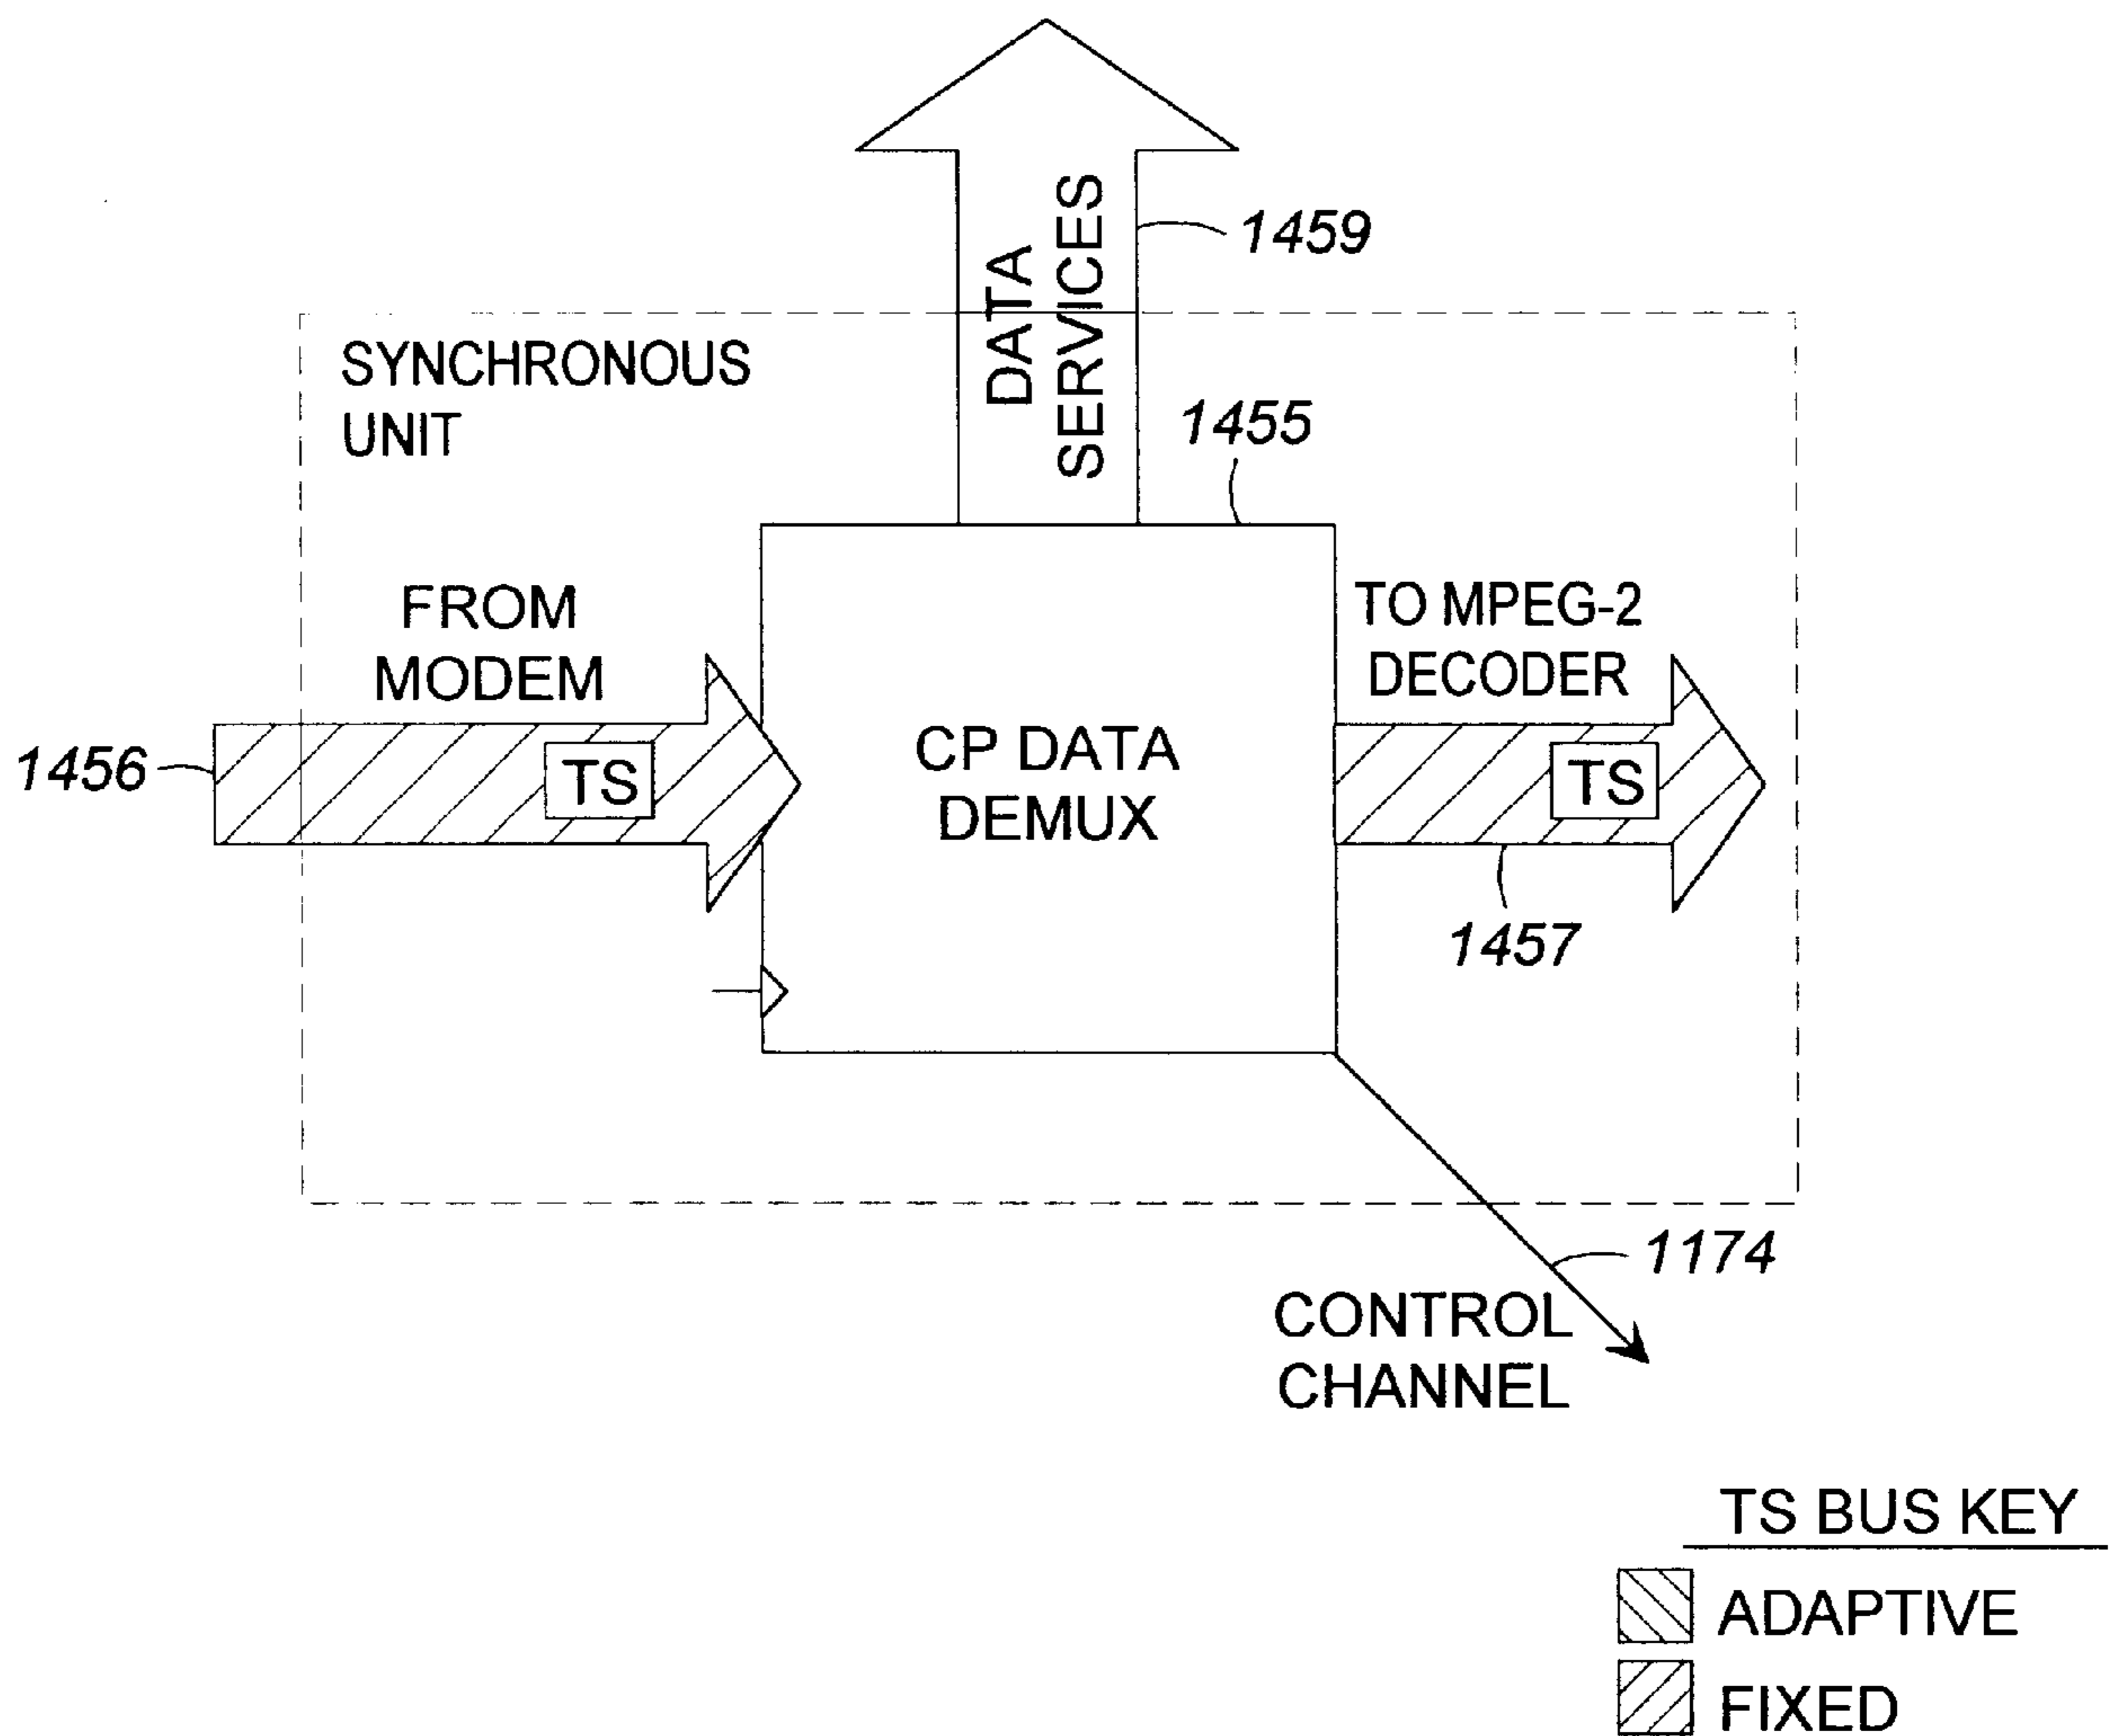 DATA
SERVICES
1459
SYNCHRONOUS
UNIT
1455
FROM
MODEM
TO MPEG-2
DECODER
1456
TS
CP DATA
DEMUX
TS
1457
1174
CONTROL
CHANNEL
TS BUS KEY
ADAPTIVE
FIXED